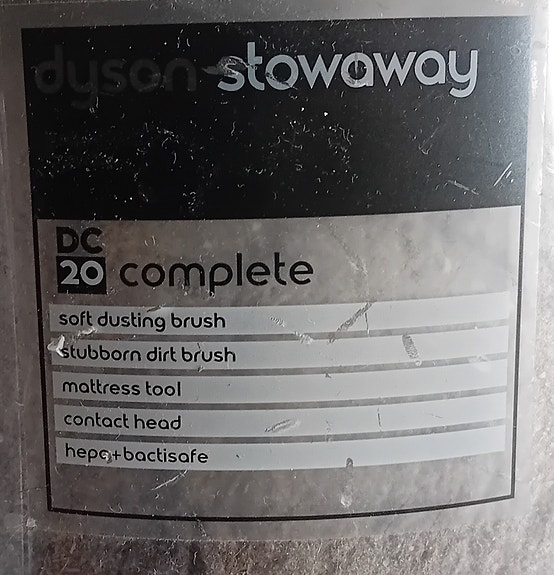 dyson stowaway
DC
20 complete
soft dusting brush
stubborn dirt brush
mattress tool
contact head
hepa+bactisafe